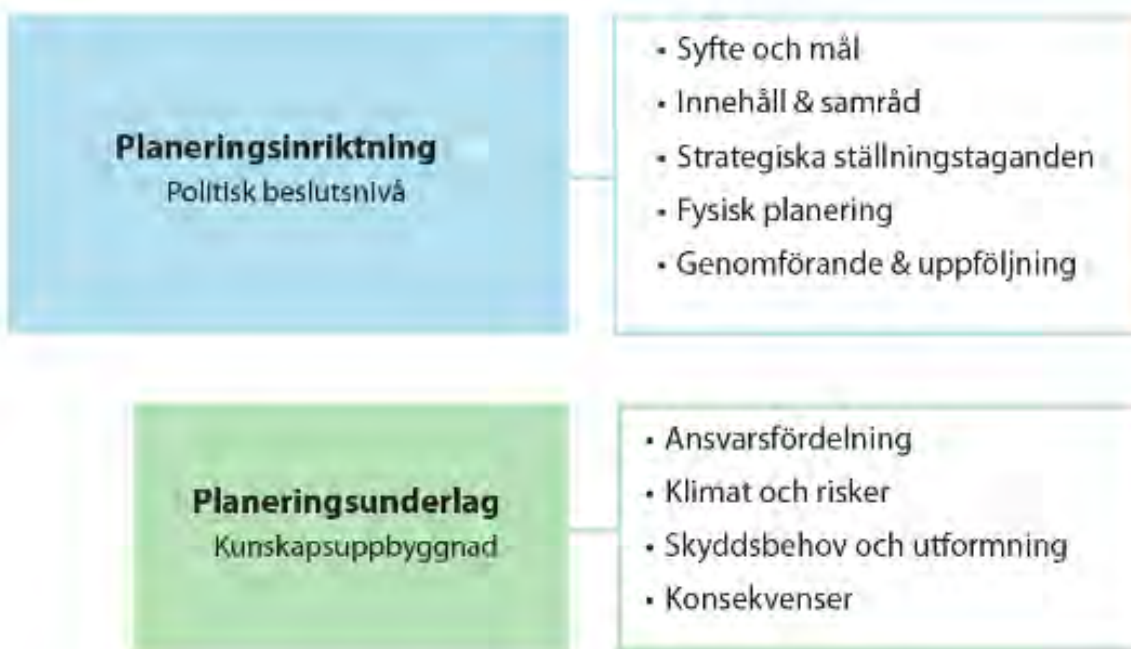 Planeringsinriktning
Politisk beslutsnivå
• Syfte och mål
• Innehåll & samråd
• Strategiska ställningstaganden
• Fysisk planering
• Genomförande & uppföljning
Planeringsunderlag
Kunskapsuppbyggnad
• Ansvarsfördelning
• Klimat och risker
• Skyddsbehov och utformning
• Konsekvenser